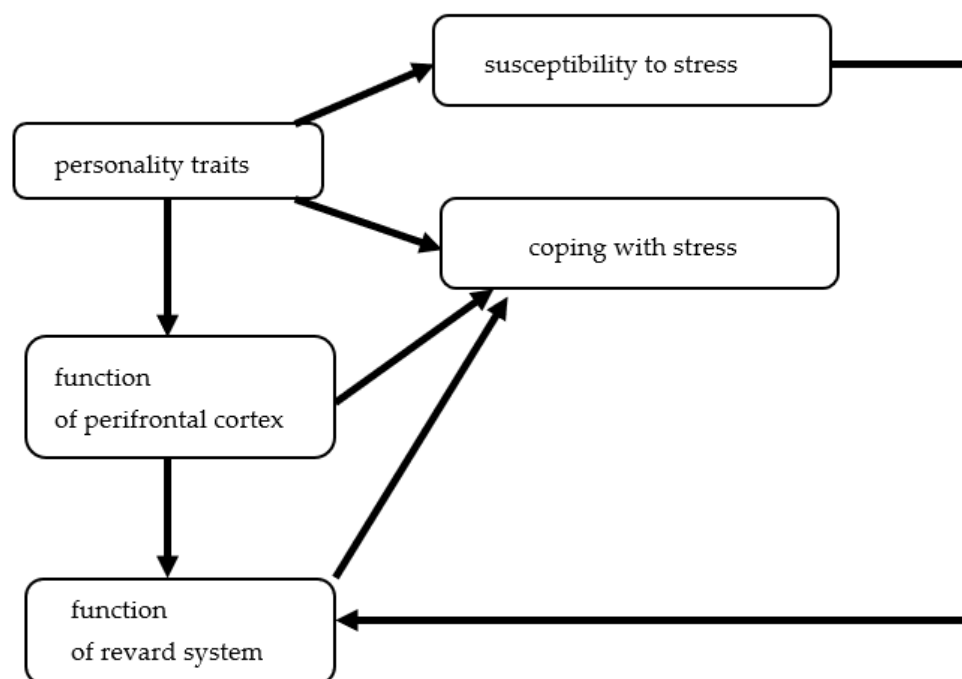 susceptibility to stress
personality traits
coping with stress
function
of perifrontal cortex
function
of revard system